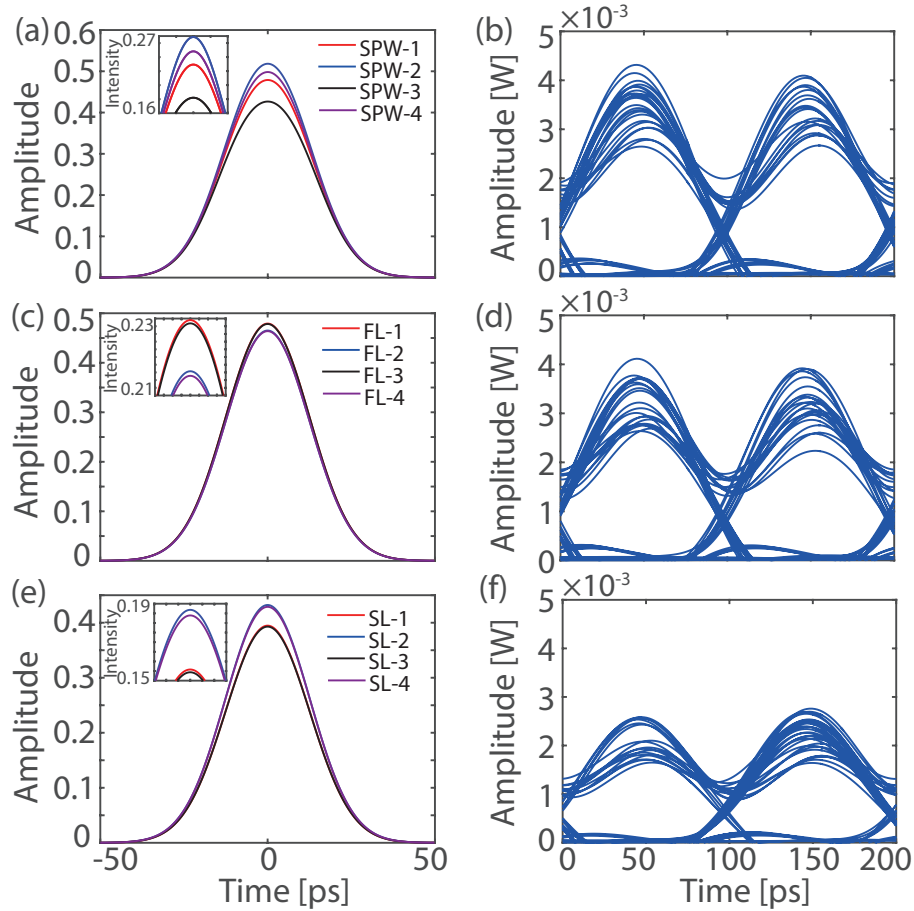 (a)
Amplitude
0.6
0.5
0.4
0.3
0.2
0.1
0
Intensity
0.27
0.16
SPW-1
SPW-2
SPW-3
SPW-4
-50
0
50
(b)
×10⁻³
Amplitude [W]
5
4
3
2
1
0
(c)
Amplitude
0.5
0.4
0.3
0.2
0.1
0
Intensity
0.23
0.21
FL-1
FL-2
FL-3
FL-4
(d)
×10⁻³
Amplitude [W]
5
4
3
2
1
0
(e)
Amplitude
0.4
0.3
0.2
0.1
0
Intensity
0.19
0.15
SL-1
SL-2
SL-3
SL-4
-50
0
50
Time [ps]
(f)
×10⁻³
Amplitude [W]
5
4
3
2
1
0
0
50
100
150
200
Time [ps]